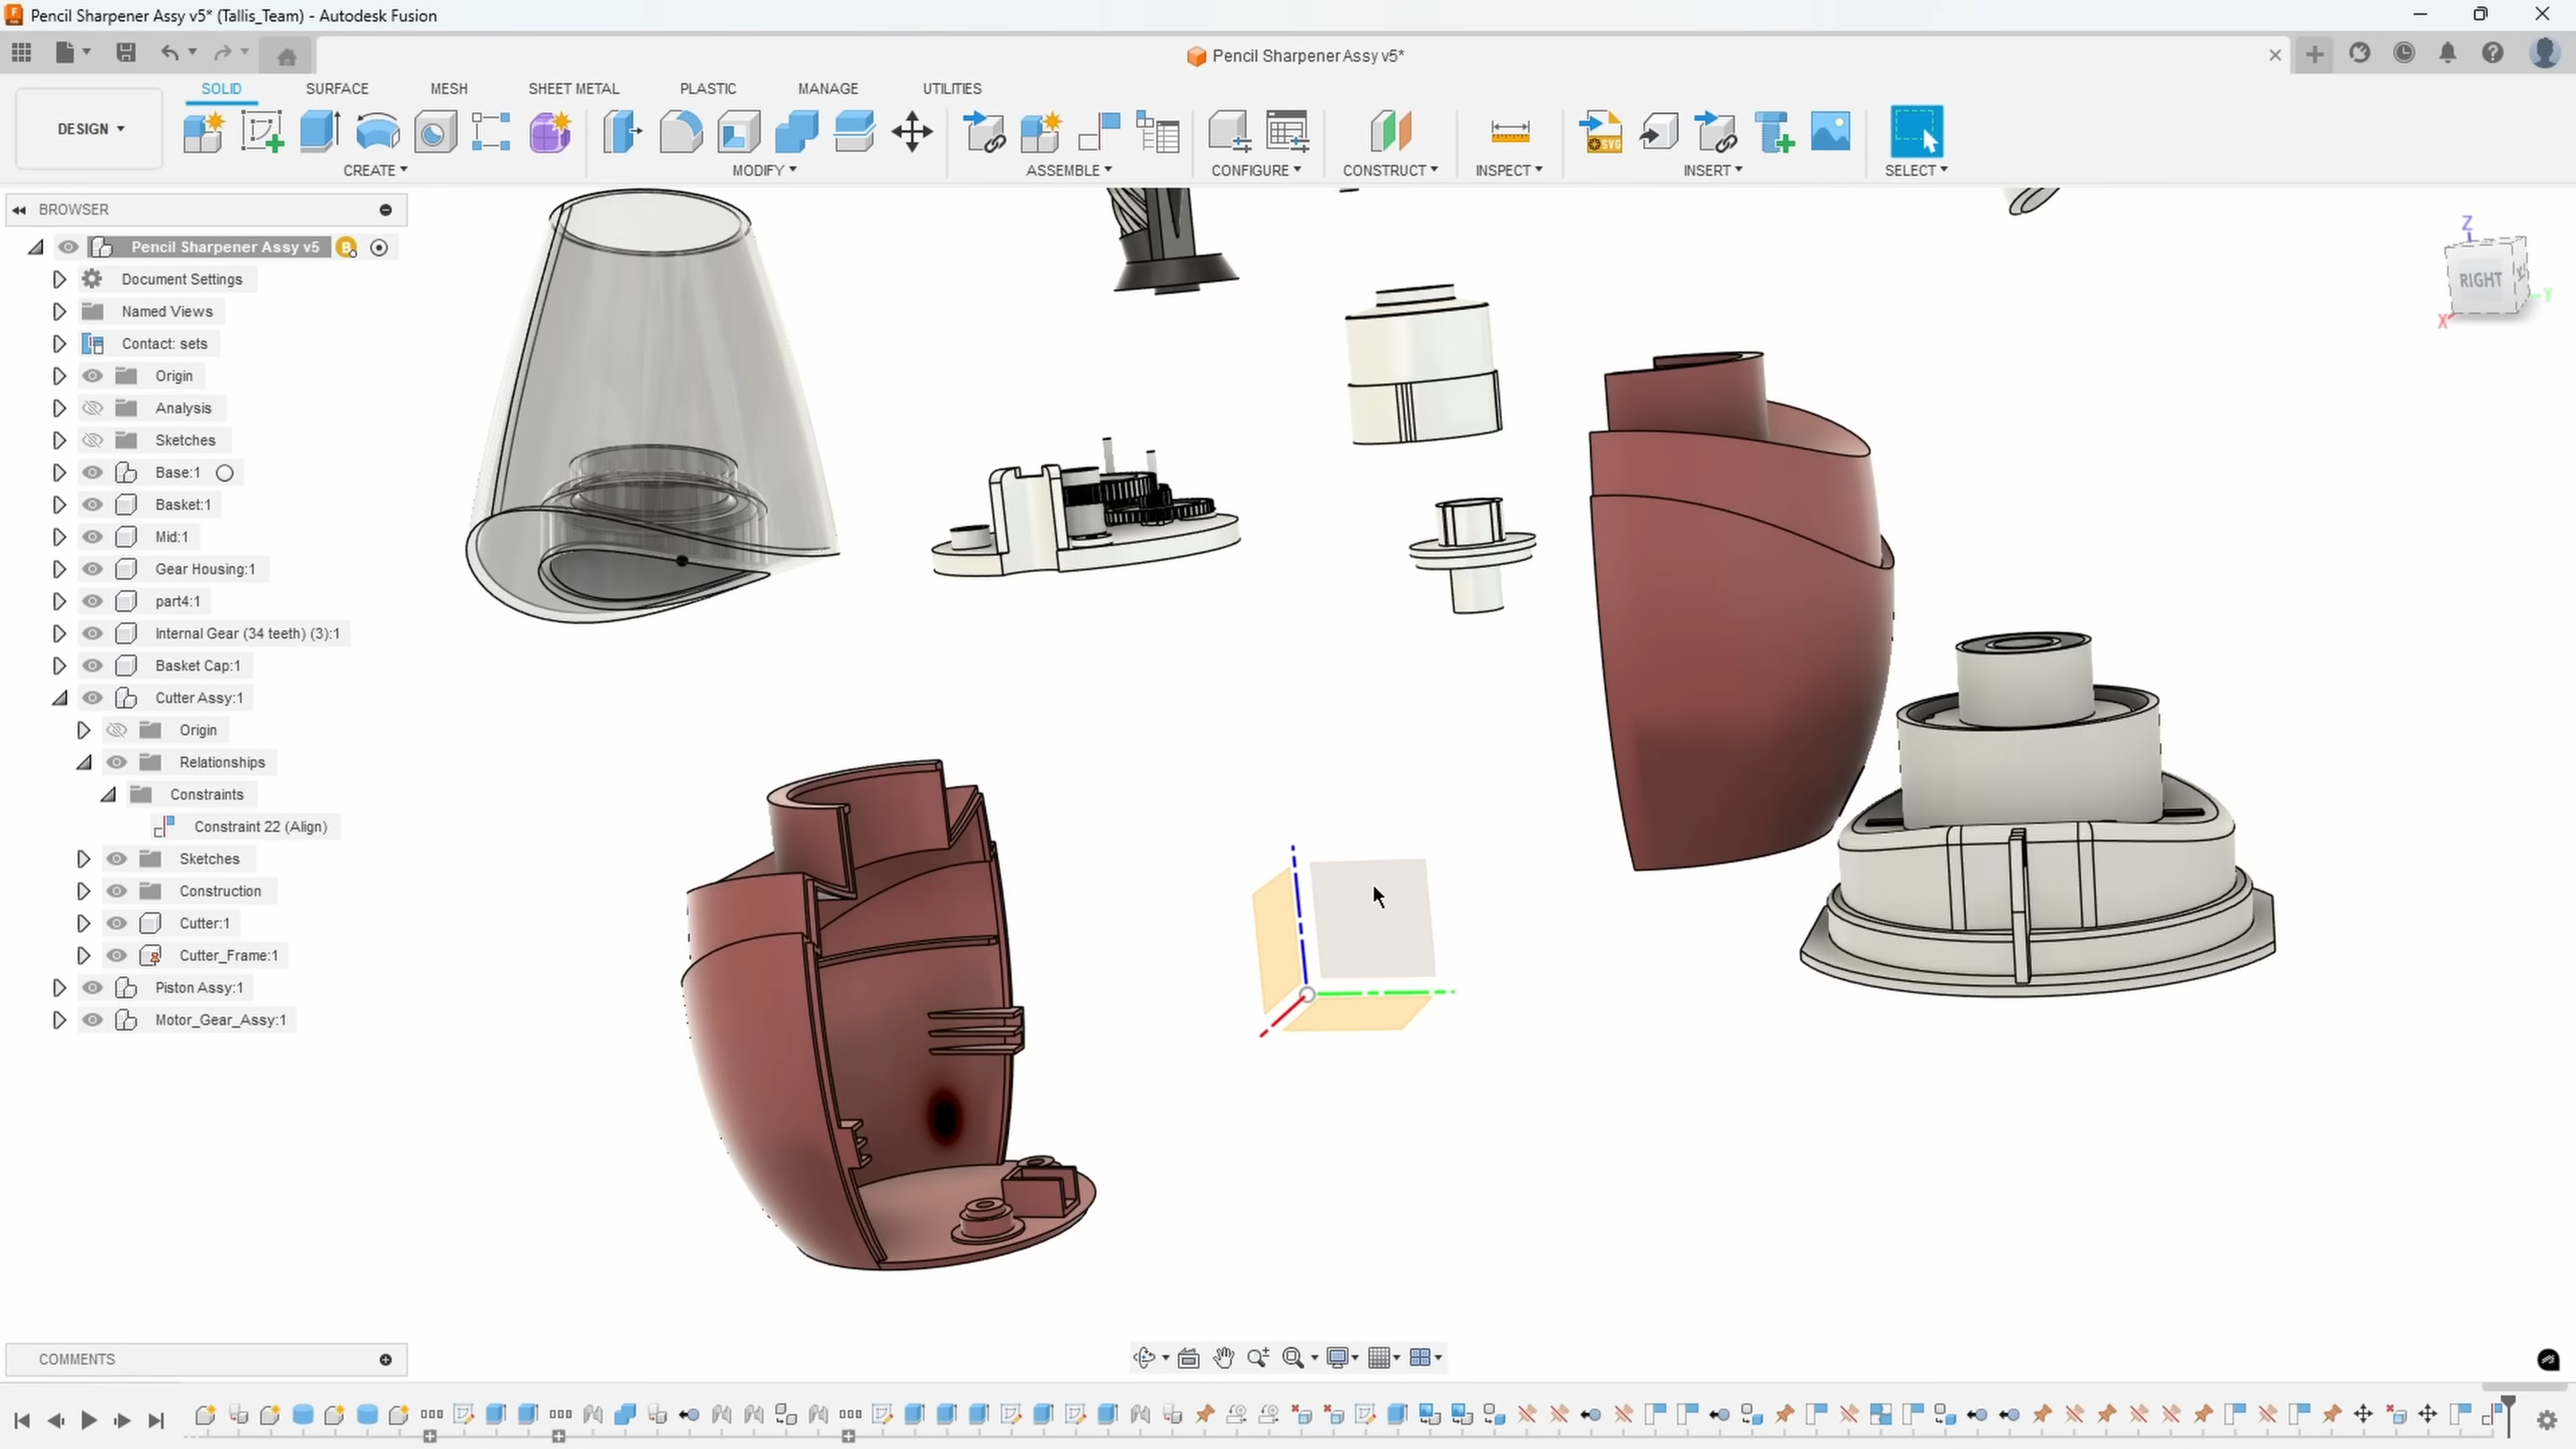 Pencil Sharpener Assy v5* (Tallis_Team) - Autodesk Fusion
Pencil Sharpener Assy v5*
SOLID SURFACE MESH SHEET METAL PLASTIC MANAGE UTILITIES
DESIGN
SVG
CREATE MODIFY ASSEMBLE CONFIGURE CONSTRUCT INSPECT INSERT SELECT
BROWSER
Pencil Sharpener Assy v5 B
Document Settings
Named Views
Contact: sets
Origin
Analysis
Sketches
Base:1
Basket:1
Mid:1
Gear Housing:1
part4:1
Internal Gear (34 teeth) (3):1
Basket Cap:1
Cutter Assy:1
Origin
Relationships
Constraints
Constraint 22 (Align)
Sketches
Construction
Cutter:1
Cutter_Frame:1
Piston Assy:1
Motor_Gear_Assy:1
Z
RIGHT
Y
X
COMMENTS